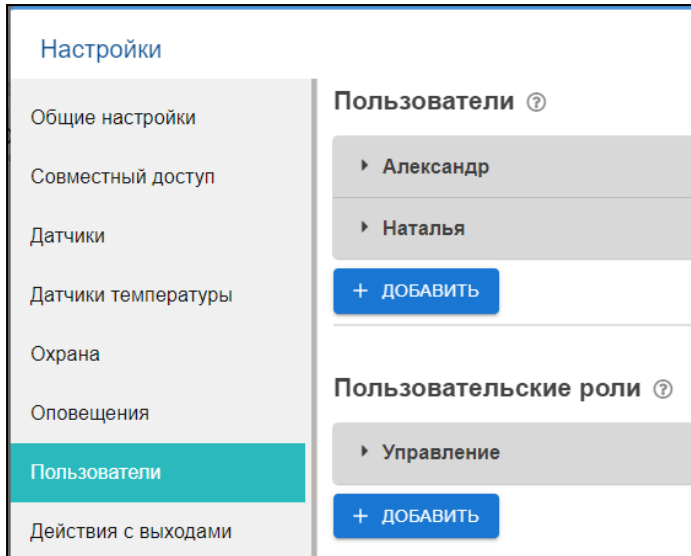 Настройки
Общие настройки
Совместный доступ
Датчики
Датчики температуры
Охрана
Оповещения
Пользователи
Действия с выходами
Пользователи
Александр
Наталья
+ ДОБАВИТЬ
Пользовательские роли
Управление
+ ДОБАВИТЬ